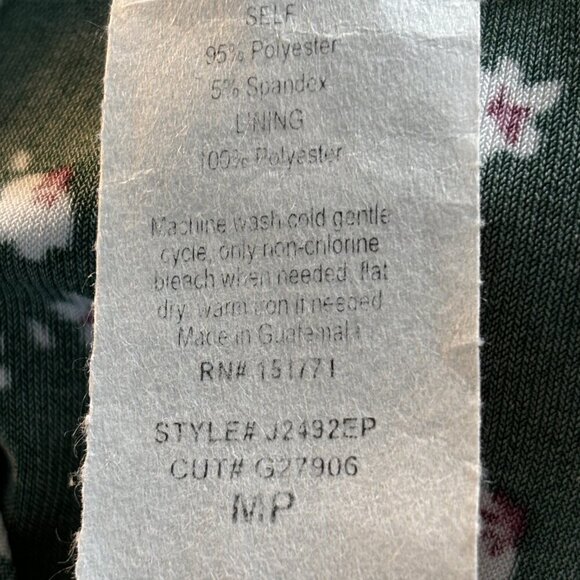 SELF
95% Polyester
5% Spandex
LINING
100% Polyester
Machine wash cold gentle
cycle, only non-chlorine
bleach when needed, flat
dry, warm iron if needed
Made in Guatemala
RN# 151771
STYLE# J2492EP
CUT# G27906
MP